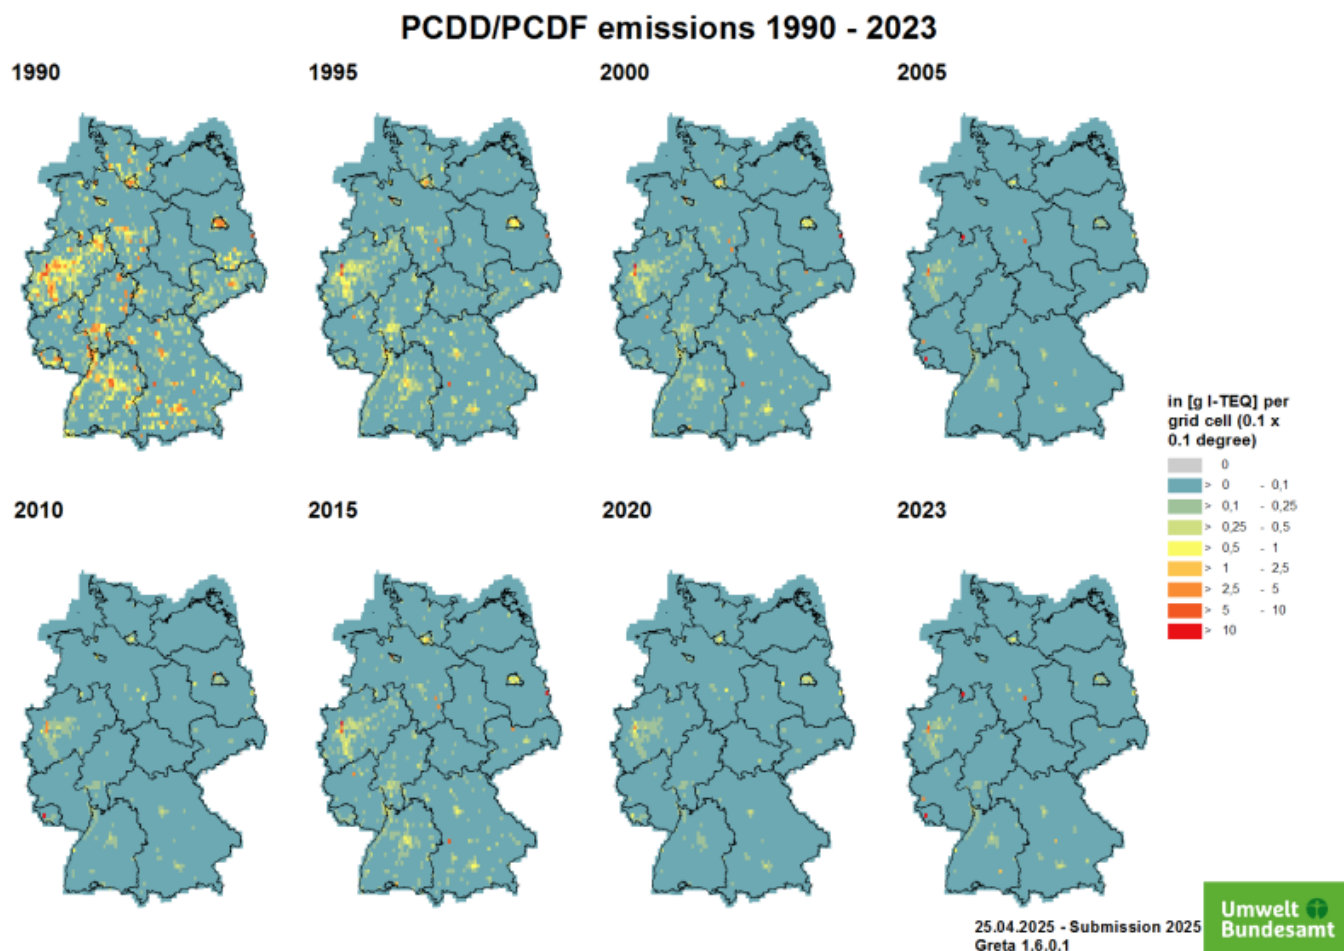 PCDD/PCDF emissions 1990 - 2023
1990
1995
2000
2005
in [g I-TEQ] per
grid cell (0.1 x
0.1 degree)
0
> 0 - 0,1
> 0,1 - 0,25
> 0,25 - 0,5
> 0,5 - 1
> 1 - 2,5
> 2,5 - 5
> 5 - 10
> 10
2010
2015
2020
2023
25.04.2025 - Submission 2025
Greta 1.6.0.1
Umwelt
Bundesamt